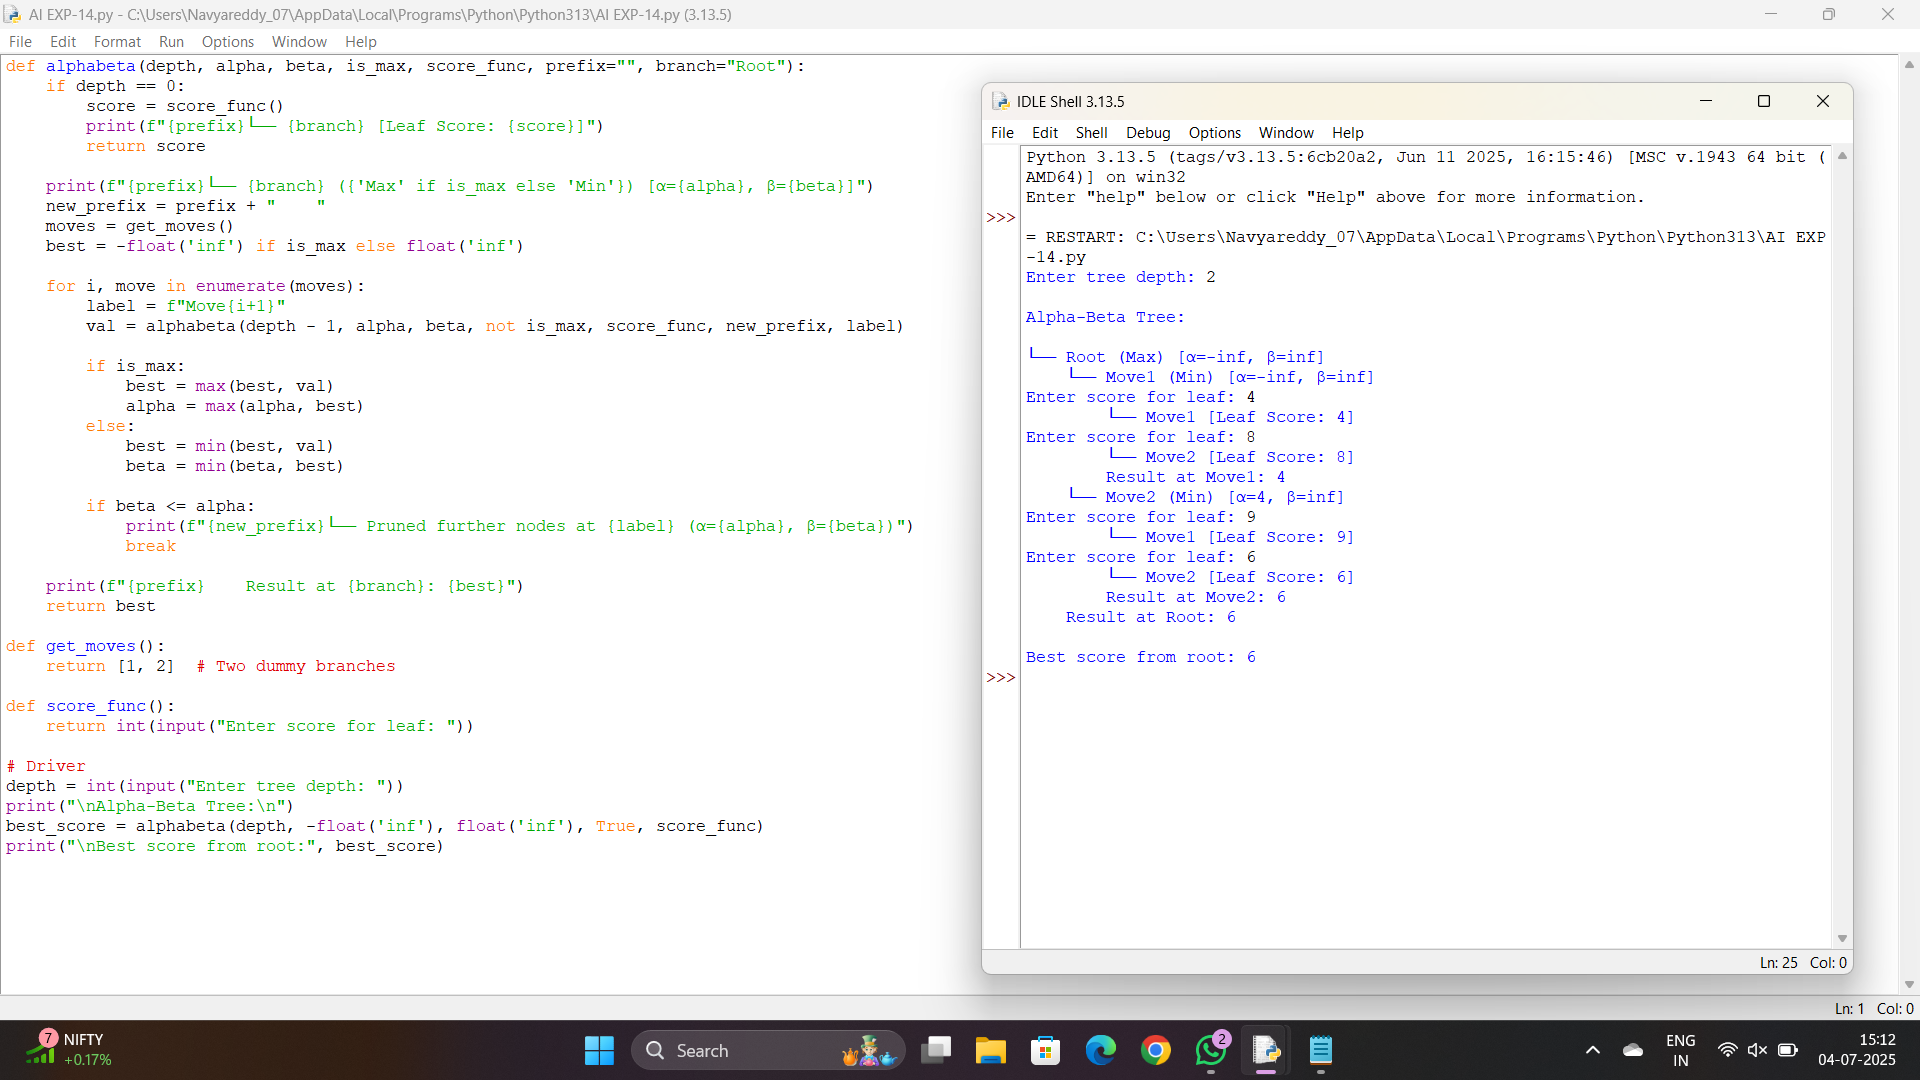 AI EXP-14.py - C:\Users\Navyareddy_07\AppData\Local\Programs\Python\Python313\AI EXP-14.py (3.13.5)
File Edit Format Run Options Window Help
def alphabeta(depth, alpha, beta, is_max, score_func, prefix="", branch="Root"):
    if depth == 0:
        score = score_func()
        print(f"{prefix}└── {branch} [Leaf Score: {score}]")
        return score

    print(f"{prefix}└── {branch} ({'Max' if is_max else 'Min'}) [α={alpha}, β={beta}]")
    new_prefix = prefix + "    "
    moves = get_moves()
    best = -float('inf') if is_max else float('inf')

    for i, move in enumerate(moves):
        label = f"Move{i+1}"
        val = alphabeta(depth - 1, alpha, beta, not is_max, score_func, new_prefix, label)

        if is_max:
            best = max(best, val)
            alpha = max(alpha, best)
        else:
            best = min(best, val)
            beta = min(beta, best)

        if beta <= alpha:
            print(f"{new_prefix}└── Pruned further nodes at {label} (α={alpha}, β={beta})")
            break

    print(f"{prefix}    Result at {branch}: {best}")
    return best

def get_moves():
    return [1, 2]  # Two dummy branches

def score_func():
    return int(input("Enter score for leaf: "))

# Driver
depth = int(input("Enter tree depth: "))
print("\nAlpha-Beta Tree:\n")
best_score = alphabeta(depth, -float('inf'), float('inf'), True, score_func)
print("\nBest score from root:", best_score)
Ln: 1 Col: 0
IDLE Shell 3.13.5
File Edit Shell Debug Options Window Help
Python 3.13.5 (tags/v3.13.5:6cb20a2, Jun 11 2025, 16:15:46) [MSC v.1943 64 bit (
AMD64)] on win32
Enter "help" below or click "Help" above for more information.
>>>
= RESTART: C:\Users\Navyareddy_07\AppData\Local\Programs\Python\Python313\AI EXP
-14.py
Enter tree depth: 2

Alpha-Beta Tree:

└── Root (Max) [α=-inf, β=inf]
    └── Move1 (Min) [α=-inf, β=inf]
Enter score for leaf: 4
        └── Move1 [Leaf Score: 4]
Enter score for leaf: 8
        └── Move2 [Leaf Score: 8]
        Result at Move1: 4
    └── Move2 (Min) [α=4, β=inf]
Enter score for leaf: 9
        └── Move1 [Leaf Score: 9]
Enter score for leaf: 6
        └── Move2 [Leaf Score: 6]
        Result at Move2: 6
    Result at Root: 6

Best score from root: 6
>>>
Ln: 25 Col: 0
7
NIFTY
+0.17%
Search
2
ENG
IN
15:12
04-07-2025